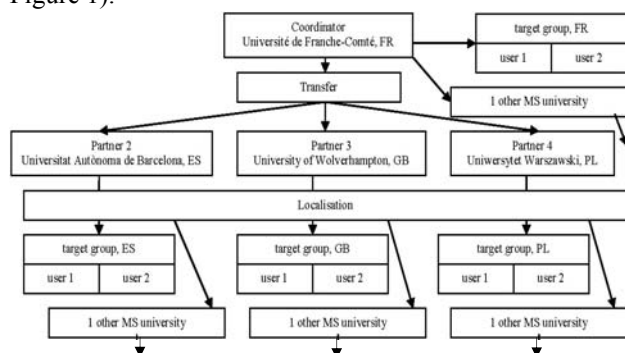 Figure 1).
Coordinator
Université de Franche-Comté, FR
target group, FR
user 1
user 2
Transfer
1 other MS university
Partner 2
Universitat Autònoma de Barcelona, ES
Partner 3
University of Wolverhampton, GB
Partner 4
Uniwersytet Warszawski, PL
Localisation
target group, ES
user 1
user 2
target group, GB
user 1
user 2
target group, PL
user 1
user 2
1 other MS university
1 other MS university
1 other MS university